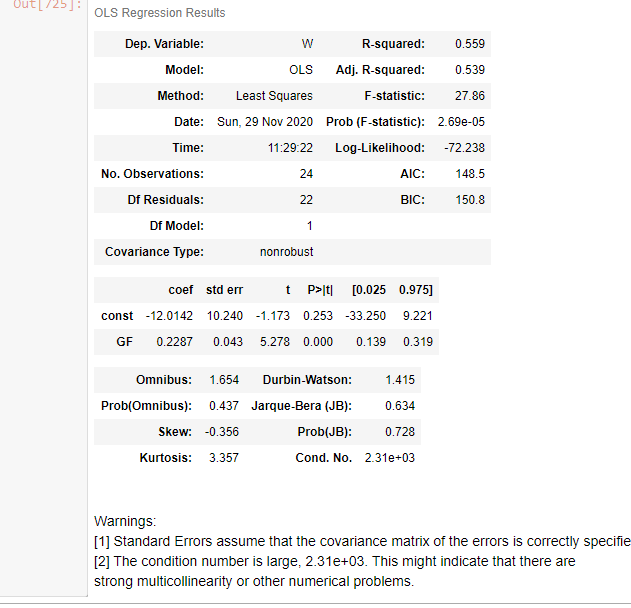 Out[725]:
OLS Regression Results
Dep. Variable: W R-squared: 0.559
Model: OLS Adj. R-squared: 0.539
Method: Least Squares F-statistic: 27.86
Date: Sun, 29 Nov 2020 Prob (F-statistic): 2.69e-05
Time: 11:29:22 Log-Likelihood: -72.238
No. Observations: 24 AIC: 148.5
Df Residuals: 22 BIC: 150.8
Df Model: 1
Covariance Type: nonrobust
coef std err t P>|t| [0.025 0.975]
const -12.0142 10.240 -1.173 0.253 -33.250 9.221
GF 0.2287 0.043 5.278 0.000 0.139 0.319
Omnibus: 1.654 Durbin-Watson: 1.415
Prob(Omnibus): 0.437 Jarque-Bera (JB): 0.634
Skew: -0.356 Prob(JB): 0.728
Kurtosis: 3.357 Cond. No. 2.31e+03
Warnings:
[1] Standard Errors assume that the covariance matrix of the errors is correctly specifie
[2] The condition number is large, 2.31e+03. This might indicate that there are
strong multicollinearity or other numerical problems.